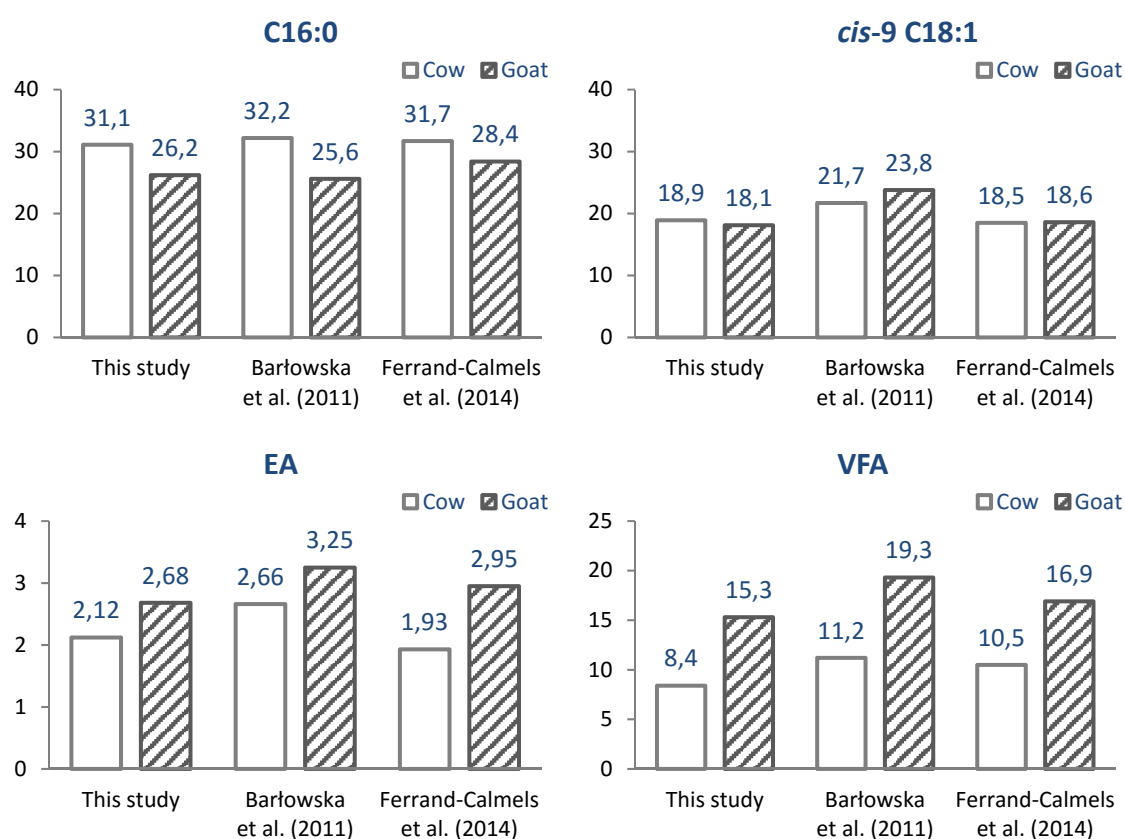 C16:0
Cow Goat
40
30
20
10
0
31,1
26,2
32,2
25,6
31,7
28,4
This study
Barłowska
et al. (2011)
Ferrand-Calmels
et al. (2014)
cis-9 C18:1
Cow Goat
40
30
20
10
0
18,9
18,1
21,7
23,8
18,5
18,6
This study
Barłowska
et al. (2011)
Ferrand-Calmels
et al. (2014)
EA
Cow Goat
4
3
2
1
0
2,12
2,68
2,66
3,25
1,93
2,95
This study
Barłowska
et al. (2011)
Ferrand-Calmels
et al. (2014)
VFA
Cow Goat
25
20
15
10
5
0
8,4
15,3
11,2
19,3
10,5
16,9
This study
Barłowska
et al. (2011)
Ferrand-Calmels
et al. (2014)